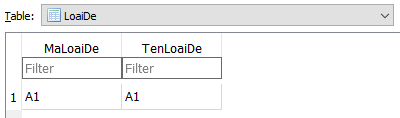 Table: LoaiDe
MaLoaiDe TenLoaiDe
Filter Filter
1 A1 A1